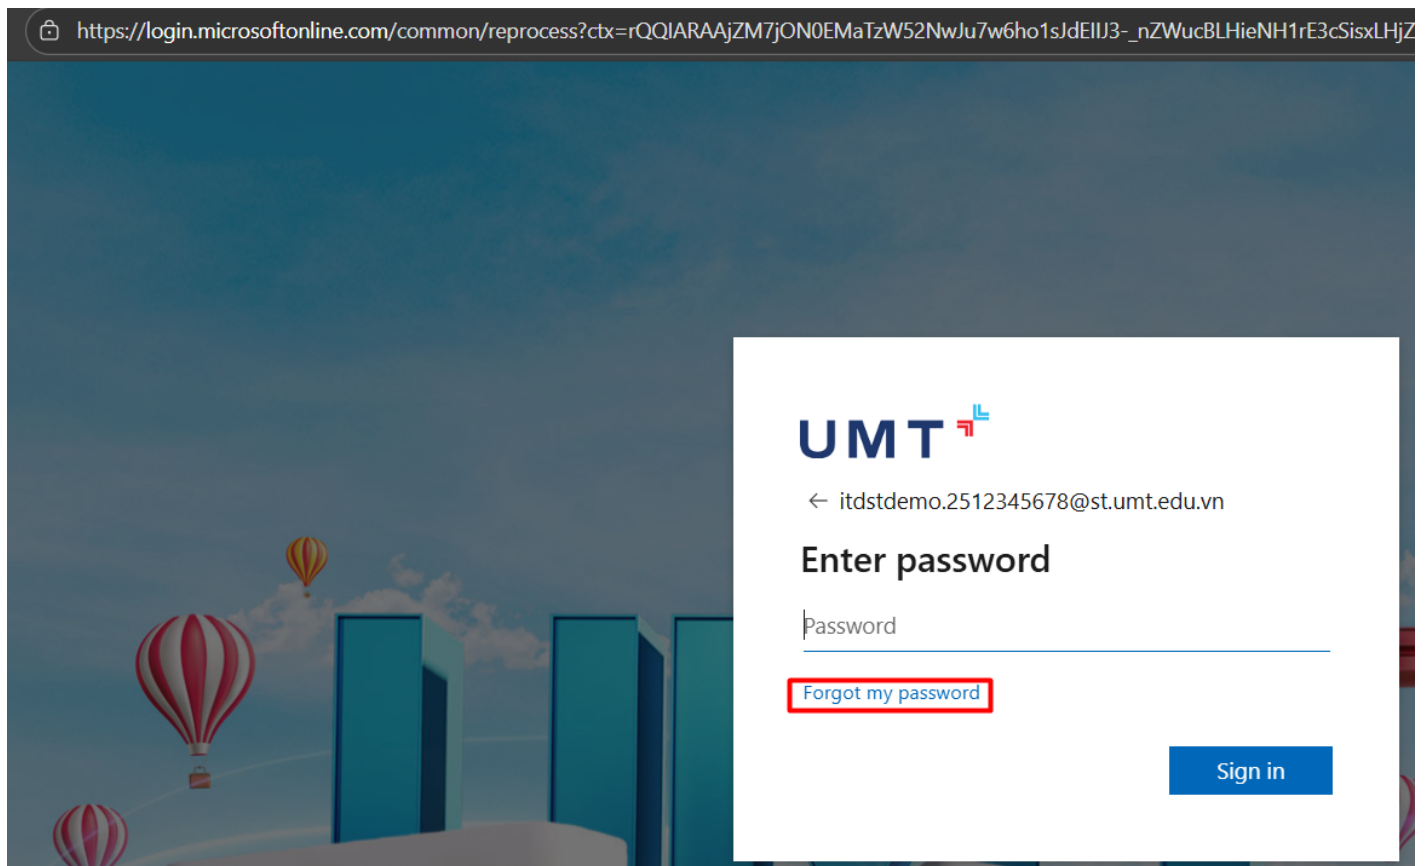 https://login.microsoftonline.com/common/reprocess?ctx=rQQIARAAjZM7jON0EMaTzW52NwJu7w6ho1sJdEIIJ3-_nZWucBLHieNH1rE3cSisxLHjZ
UMT
← itdstdemo.2512345678@st.umt.edu.vn
Enter password
Password
Forgot my password
Sign in